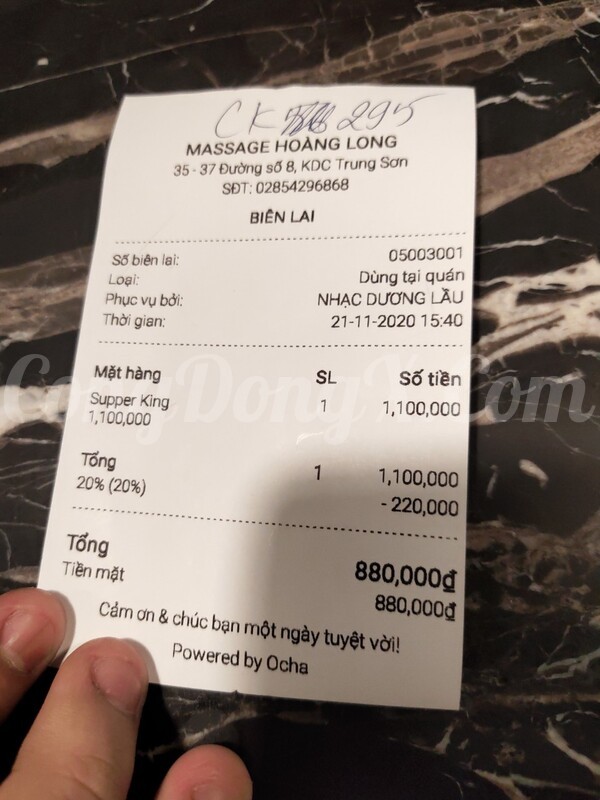 CK 295
MASSAGE HOÀNG LONG
35 - 37 Đường số 8, KDC Trung Sơn
SĐT: 02854296868
BIÊN LAI
Số biên lai: 05003001
Loại: Dùng tại quán
Phục vụ bởi: NHẠC DƯƠNG LẦU
Thời gian: 21-11-2020 15:40
Mặt hàng SL Số tiền
Supper King 1 1,100,000
1,100,000
CongDongX.Com
Tổng 1 1,100,000
20% (20%) - 220,000
Tổng 880,000₫
Tiền mặt 880,000₫
Cảm ơn & chúc bạn một ngày tuyệt vời!
Powered by Ocha